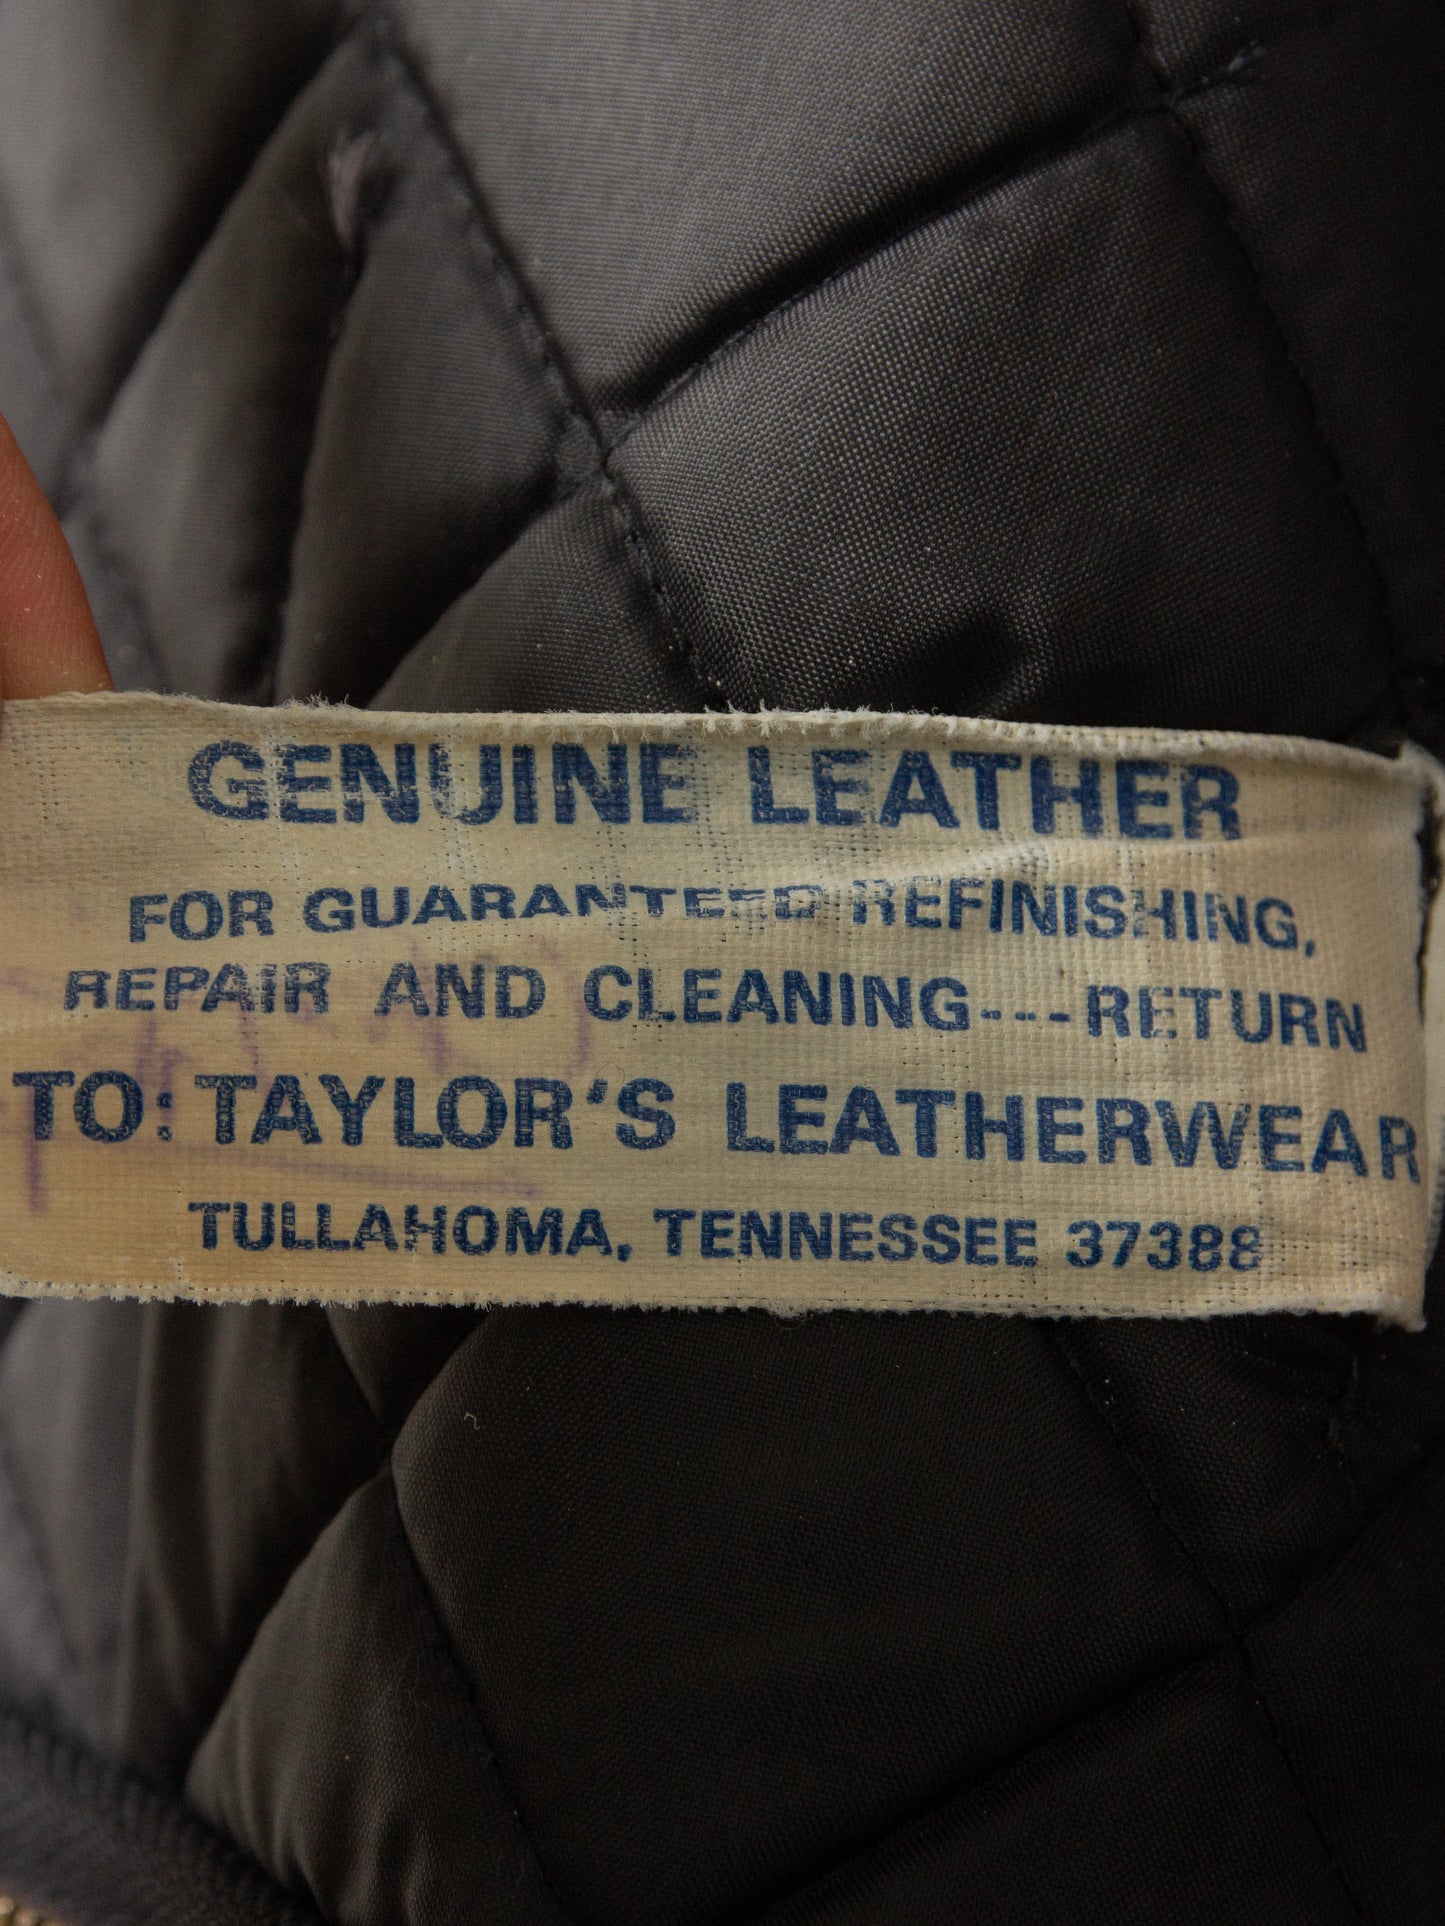 GENUINE LEATHER
FOR GUARANTEED REFINISHING,
REPAIR AND CLEANING---RETURN
TO: TAYLOR'S LEATHERWEAR
TULLAHOMA, TENNESSEE 37388